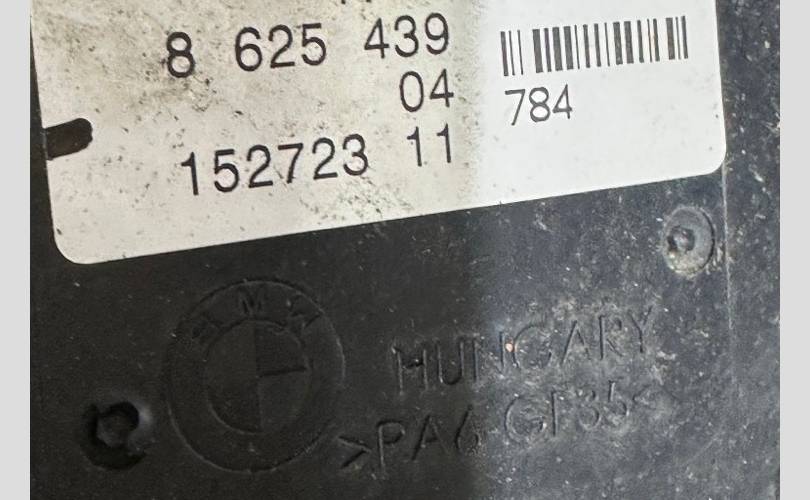 8 625 439
04
784
152723 11
BMW
HUNGARY
>PA6-GF35<